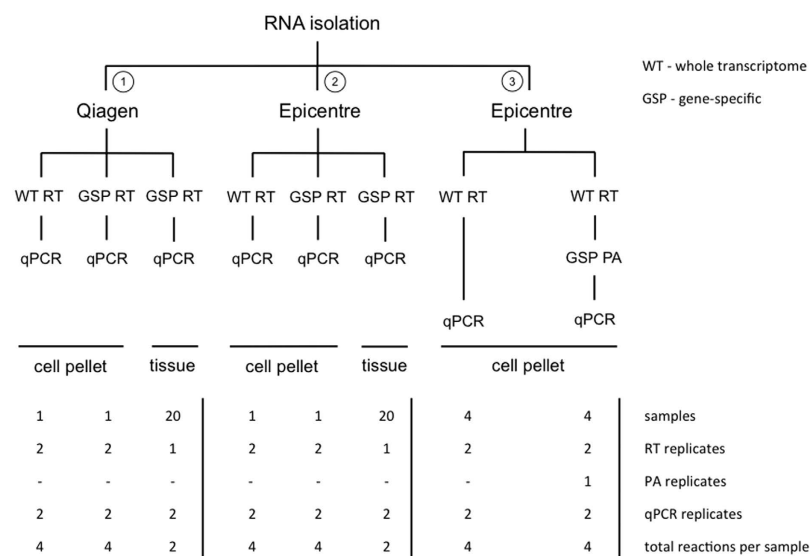 RNA isolation
WT - whole transcriptome
GSP - gene-specific
1 2 3
Qiagen Epicentre Epicentre
WT RT GSP RT GSP RT WT RT GSP RT GSP RT WT RT WT RT
qPCR qPCR qPCR qPCR qPCR qPCR GSP PA
qPCR qPCR
cell pellet tissue cell pellet tissue cell pellet
1 1 20 1 1 20 4 4 samples
2 2 1 2 2 1 2 2 RT replicates
- - - - - - - 1 PA replicates
2 2 2 2 2 2 2 2 qPCR replicates
4 4 2 4 4 2 4 4 total reactions per sample